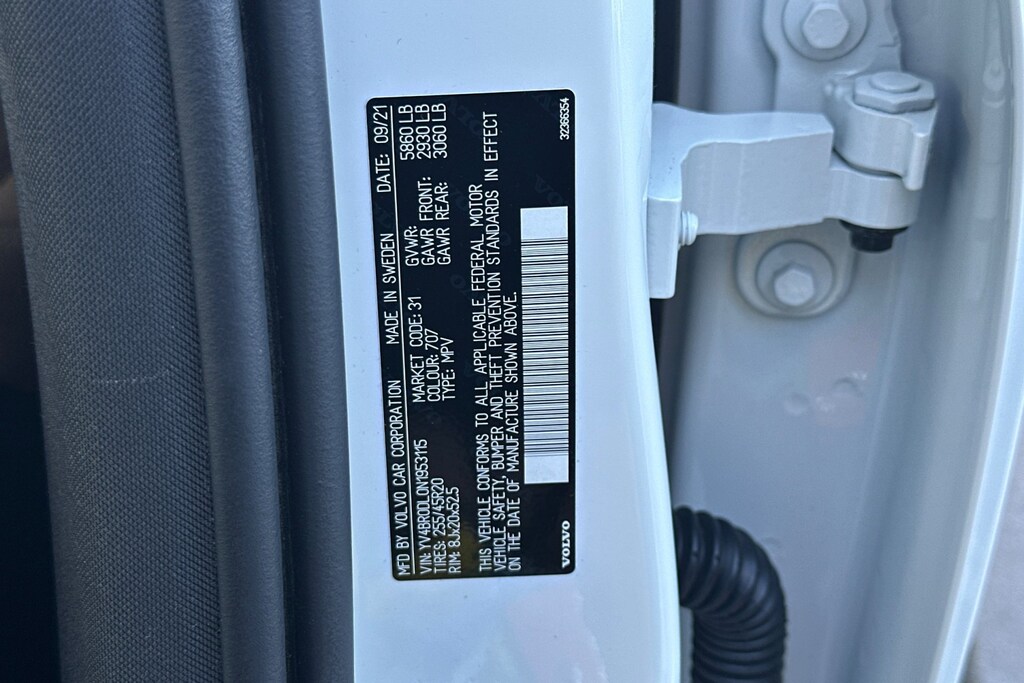 MFD BY VOLVO CAR CORPORATION MADE IN SWEDEN DATE: 09/21
VIN: YV4BR0DL0N1953115 MARKET CODE: 31 GVWR: 5860 LB
TIRES: 255/45R20 COLOUR: 707 GAWR FRONT: 2930 LB
RIM: 8Jx20x52.5 TYPE: MPV GAWR REAR: 3060 LB
THIS VEHICLE CONFORMS TO ALL APPLICABLE FEDERAL MOTOR
VEHICLE SAFETY, BUMPER AND THEFT PREVENTION STANDARDS IN EFFECT
ON THE DATE OF MANUFACTURE SHOWN ABOVE.
VOLVO 32366354